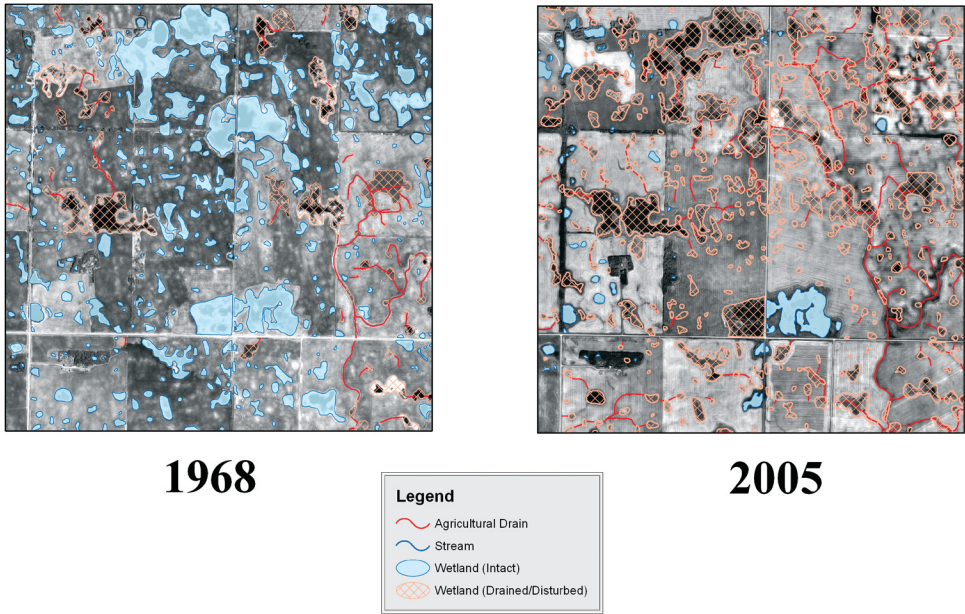 1968
2005
Legend
Agricultural Drain
Stream
Wetland (Intact)
Wetland (Drained/Disturbed)